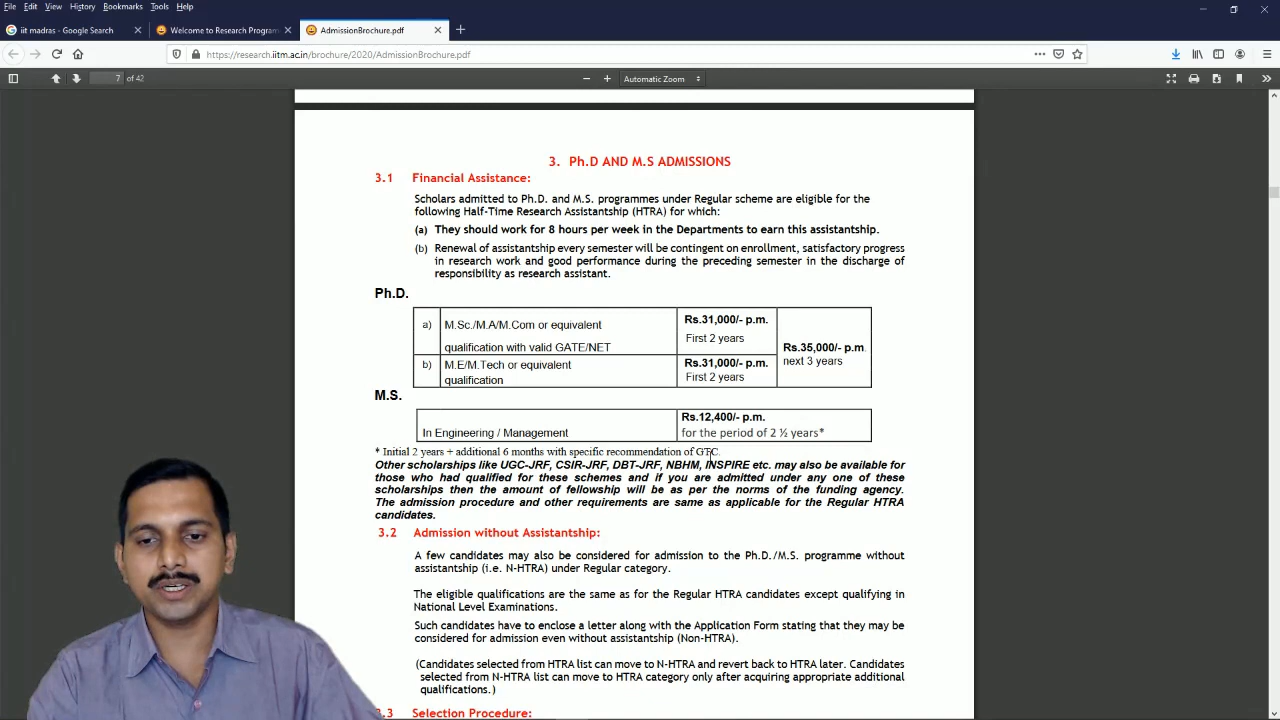 File Edit View History Bookmarks Tools Help
iit madras - Google Search
Welcome to Research Program
AdmissionBrochure.pdf
https://research.iitm.ac.in/brochure/2020/AdmissionBrochure.pdf
7 of 42
Automatic Zoom
3. Ph.D AND M.S ADMISSIONS
3.1 Financial Assistance:
Scholars admitted to Ph.D. and M.S. programmes under Regular scheme are eligible for the
following Half-Time Research Assistantship (HTRA) for which:
(a) They should work for 8 hours per week in the Departments to earn this assistantship.
(b) Renewal of assistantship every semester will be contingent on enrollment, satisfactory progress
in research work and good performance during the preceding semester in the discharge of
responsibility as research assistant.
Ph.D.
a) M.Sc./M.A/M.Com or equivalent
qualification with valid GATE/NET
Rs.31,000/- p.m.
First 2 years
Rs.35,000/- p.m.
next 3 years
b) M.E/M.Tech or equivalent
qualification
Rs.31,000/- p.m.
First 2 years
M.S.
In Engineering / Management
Rs.12,400/- p.m.
for the period of 2 ½ years*
* Initial 2 years + additional 6 months with specific recommendation of GTC.
Other scholarships like UGC-JRF, CSIR-JRF, DBT-JRF, NBHM, INSPIRE etc. may also be available for
those who had qualified for these schemes and if you are admitted under any one of these
scholarships then the amount of fellowship will be as per the norms of the funding agency.
The admission procedure and other requirements are same as applicable for the Regular HTRA
candidates.
3.2 Admission without Assistantship:
A few candidates may also be considered for admission to the Ph.D./M.S. programme without
assistantship (i.e. N-HTRA) under Regular category.
The eligible qualifications are the same as for the Regular HTRA candidates except qualifying in
National Level Examinations.
Such candidates have to enclose a letter along with the Application Form stating that they may be
considered for admission even without assistantship (Non-HTRA).
(Candidates selected from HTRA list can move to N-HTRA and revert back to HTRA later. Candidates
selected from N-HTRA list can move to HTRA category only after acquiring appropriate additional
qualifications.)
3.3 Selection Procedure: